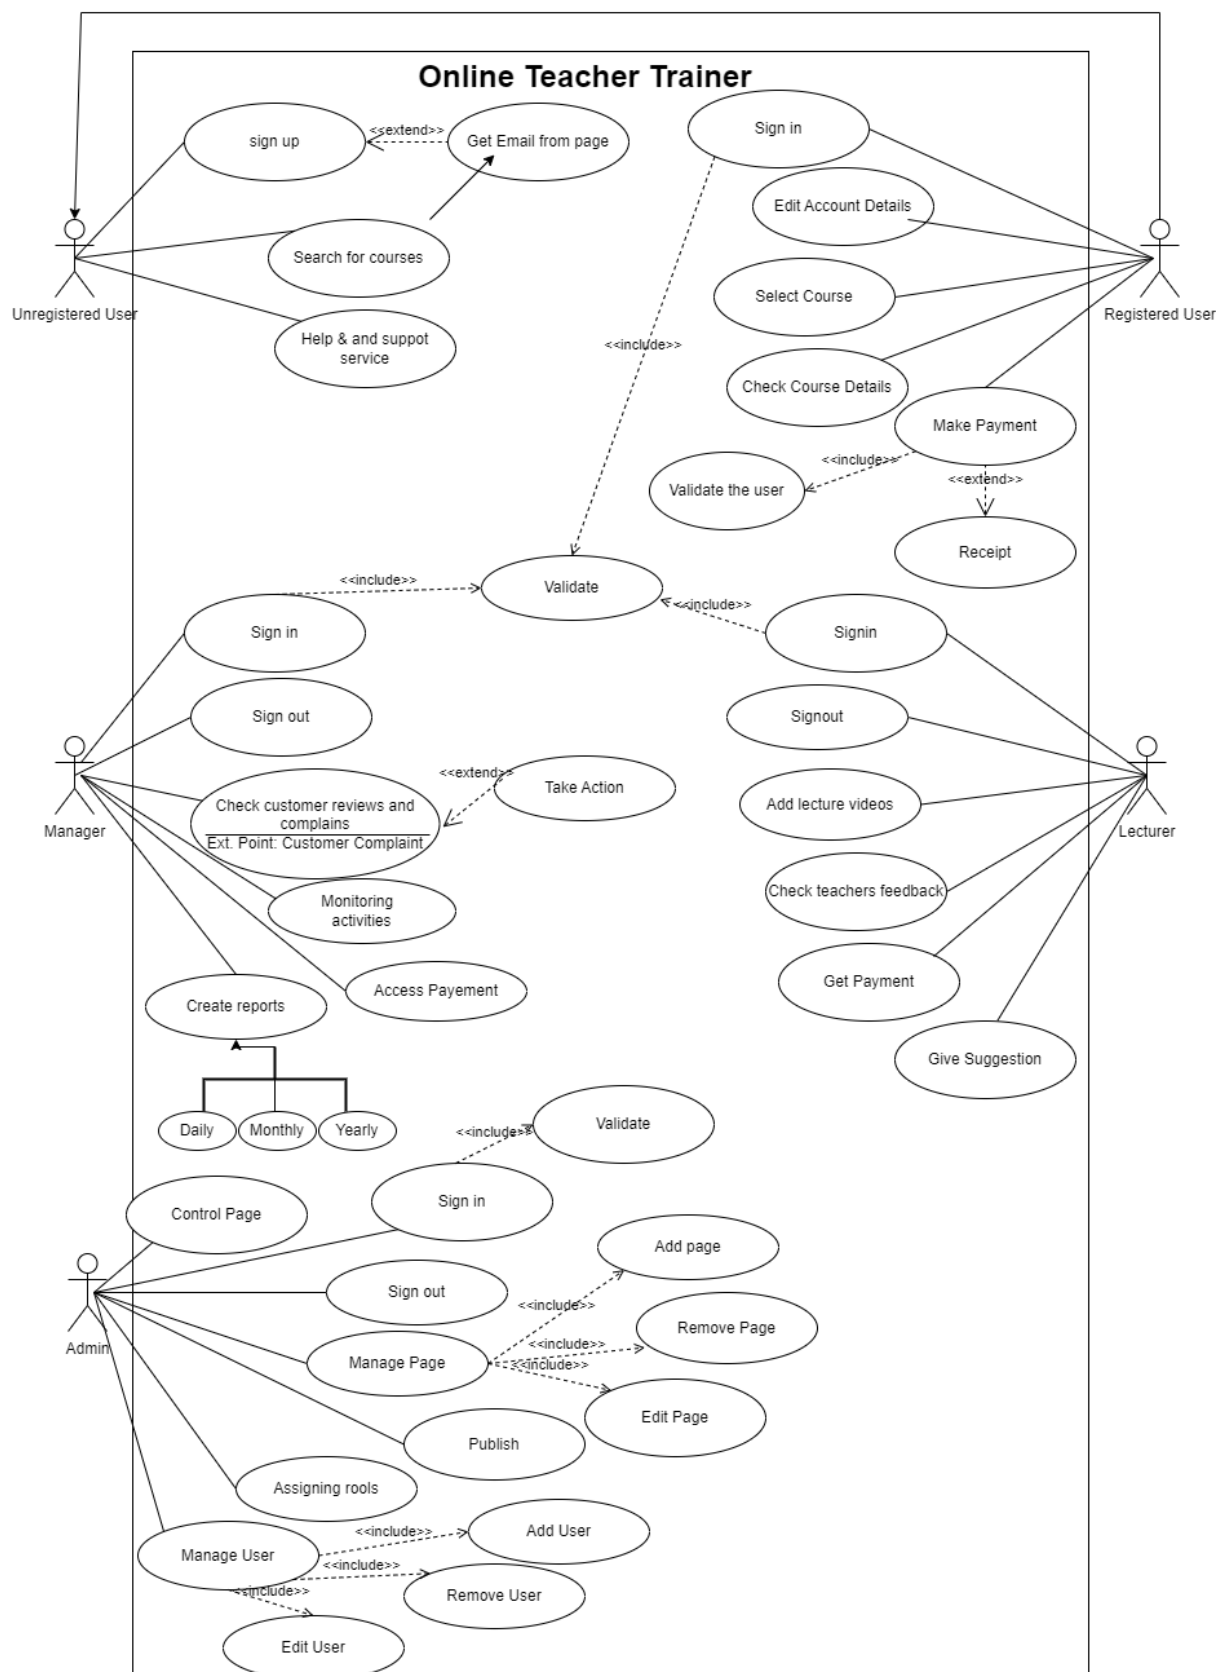 Online Teacher Trainer
sign up
<<extend>>
Get Email from page
Sign in
Edit Account Details
Search for courses
Unregistered User
Registered User
Select Course
Help & and suppot
service
<<include>>
Check Course Details
Make Payment
<<include>>
Validate the user
<<extend>>
Receipt
<<include>>
Validate
<<include>>
Sign in
Signin
Sign out
Signout
<<extend>>
Take Action
Check customer reviews and
complains
Ext. Point: Customer Complaint
Add lecture videos
Manager
Lecturer
Check teachers feedback
Monitoring
activities
Get Payment
Access Payement
Create reports
Give Suggestion
Daily
Monthly
Yearly
<<include>>
Validate
Sign in
Control Page
Add page
Sign out
<<include>>
Remove Page
<<include>>
Admin
Manage Page
<<include>>
Edit Page
Publish
Assigning rools
<<include>>
Add User
Manage User
<<include>>
Remove User
<<include>>
Edit User